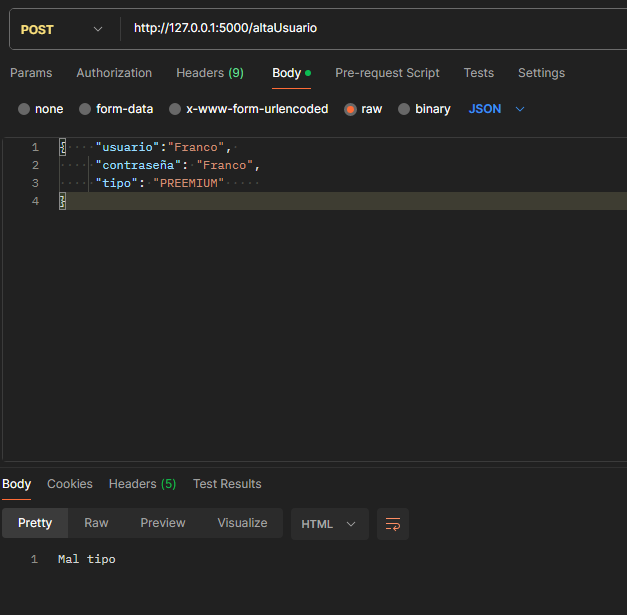 POST http://127.0.0.1:5000/altaUsuario
Params Authorization Headers (9) Body Pre-request Script Tests Settings
none form-data x-www-form-urlencoded raw binary JSON
1 {    "usuario":"Franco",
2     "contraseña": "Franco",
3     "tipo": "PREEMIUM"
4 }
Body Cookies Headers (5) Test Results
Pretty Raw Preview Visualize HTML
1 Mal tipo